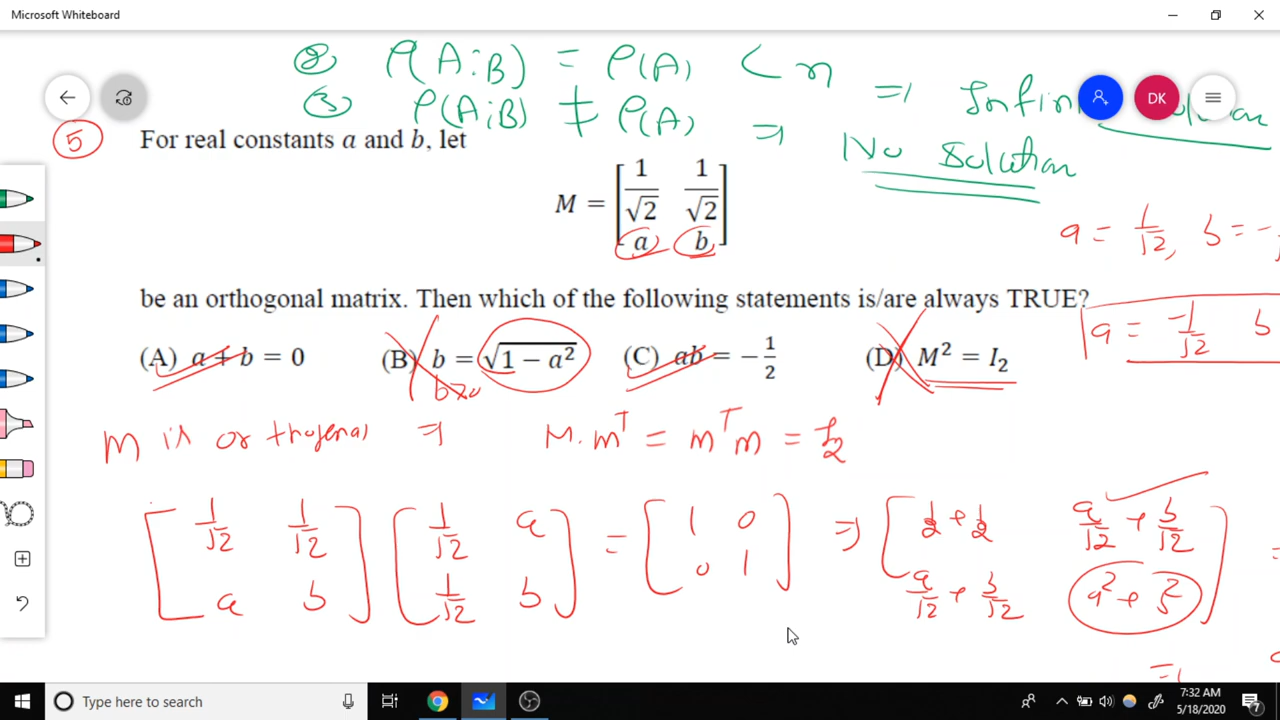 Microsoft Whiteboard
② ρ(A:B) = ρ(A) < n ⇒ Infini
③ ρ(A:B) ≠ ρ(A) ⇒ No Solution
DK
⑤ For real constants a and b, let
M = [1/√2 1/√2
a b]
a = 1/√2, b = -
be an orthogonal matrix. Then which of the following statements is/are always TRUE?
a = -1/√2 b
(A) a + b = 0 (B) b = √(1 − a²) (C) ab = −1/2 (D) M² = I₂
M is orthogonal ⇒ M.M^T = M^T M = I₂
[1/√2 1/√2] [1/√2 a] = [1 0] ⇒ [1/2 + 1/2 a/√2 + b/√2]
[a b] [1/√2 b] [0 1] [a/√2 + b/√2 a² + b²]
Type here to search
7:32 AM
5/18/2020
7